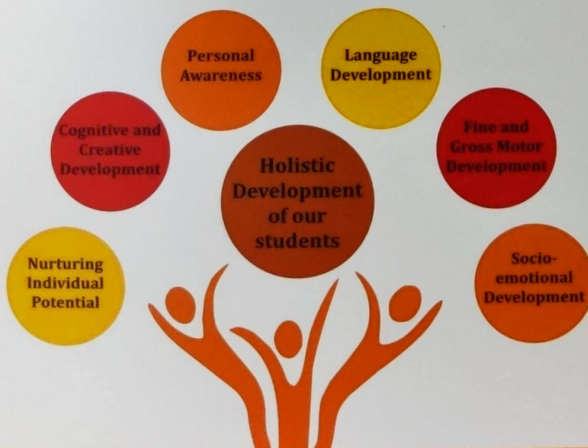 Personal
Awareness
Language
Development
Cognitive and
Creative
Development
Fine and
Gross Motor
Development
Holistic
Development
of our
students
Nurturing
Individual
Potential
Socio-
emotional
Development